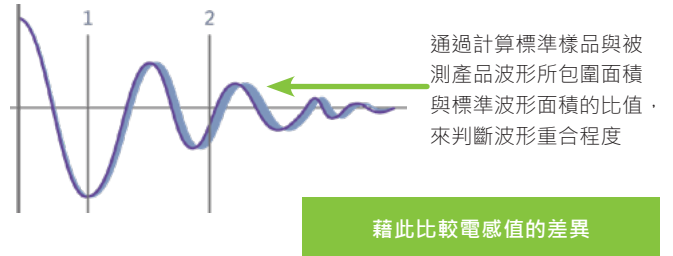 1 2
通過計算標準樣品與被
測產品波形所包圍面積
與標準波形面積的比值，
來判斷波形重合程度
藉此比較電感值的差異